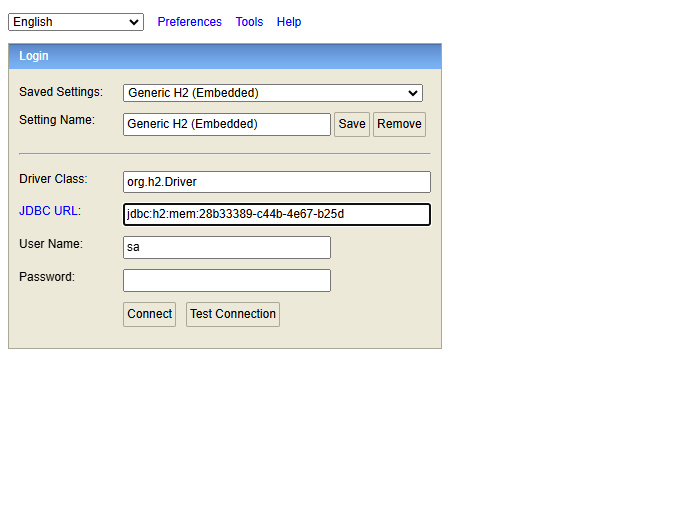 English Preferences Tools Help
Login
Saved Settings: Generic H2 (Embedded)
Setting Name: Generic H2 (Embedded) Save Remove
Driver Class: org.h2.Driver
JDBC URL: jdbc:h2:mem:28b33389-c44b-4e67-b25d
User Name: sa
Password:
Connect Test Connection